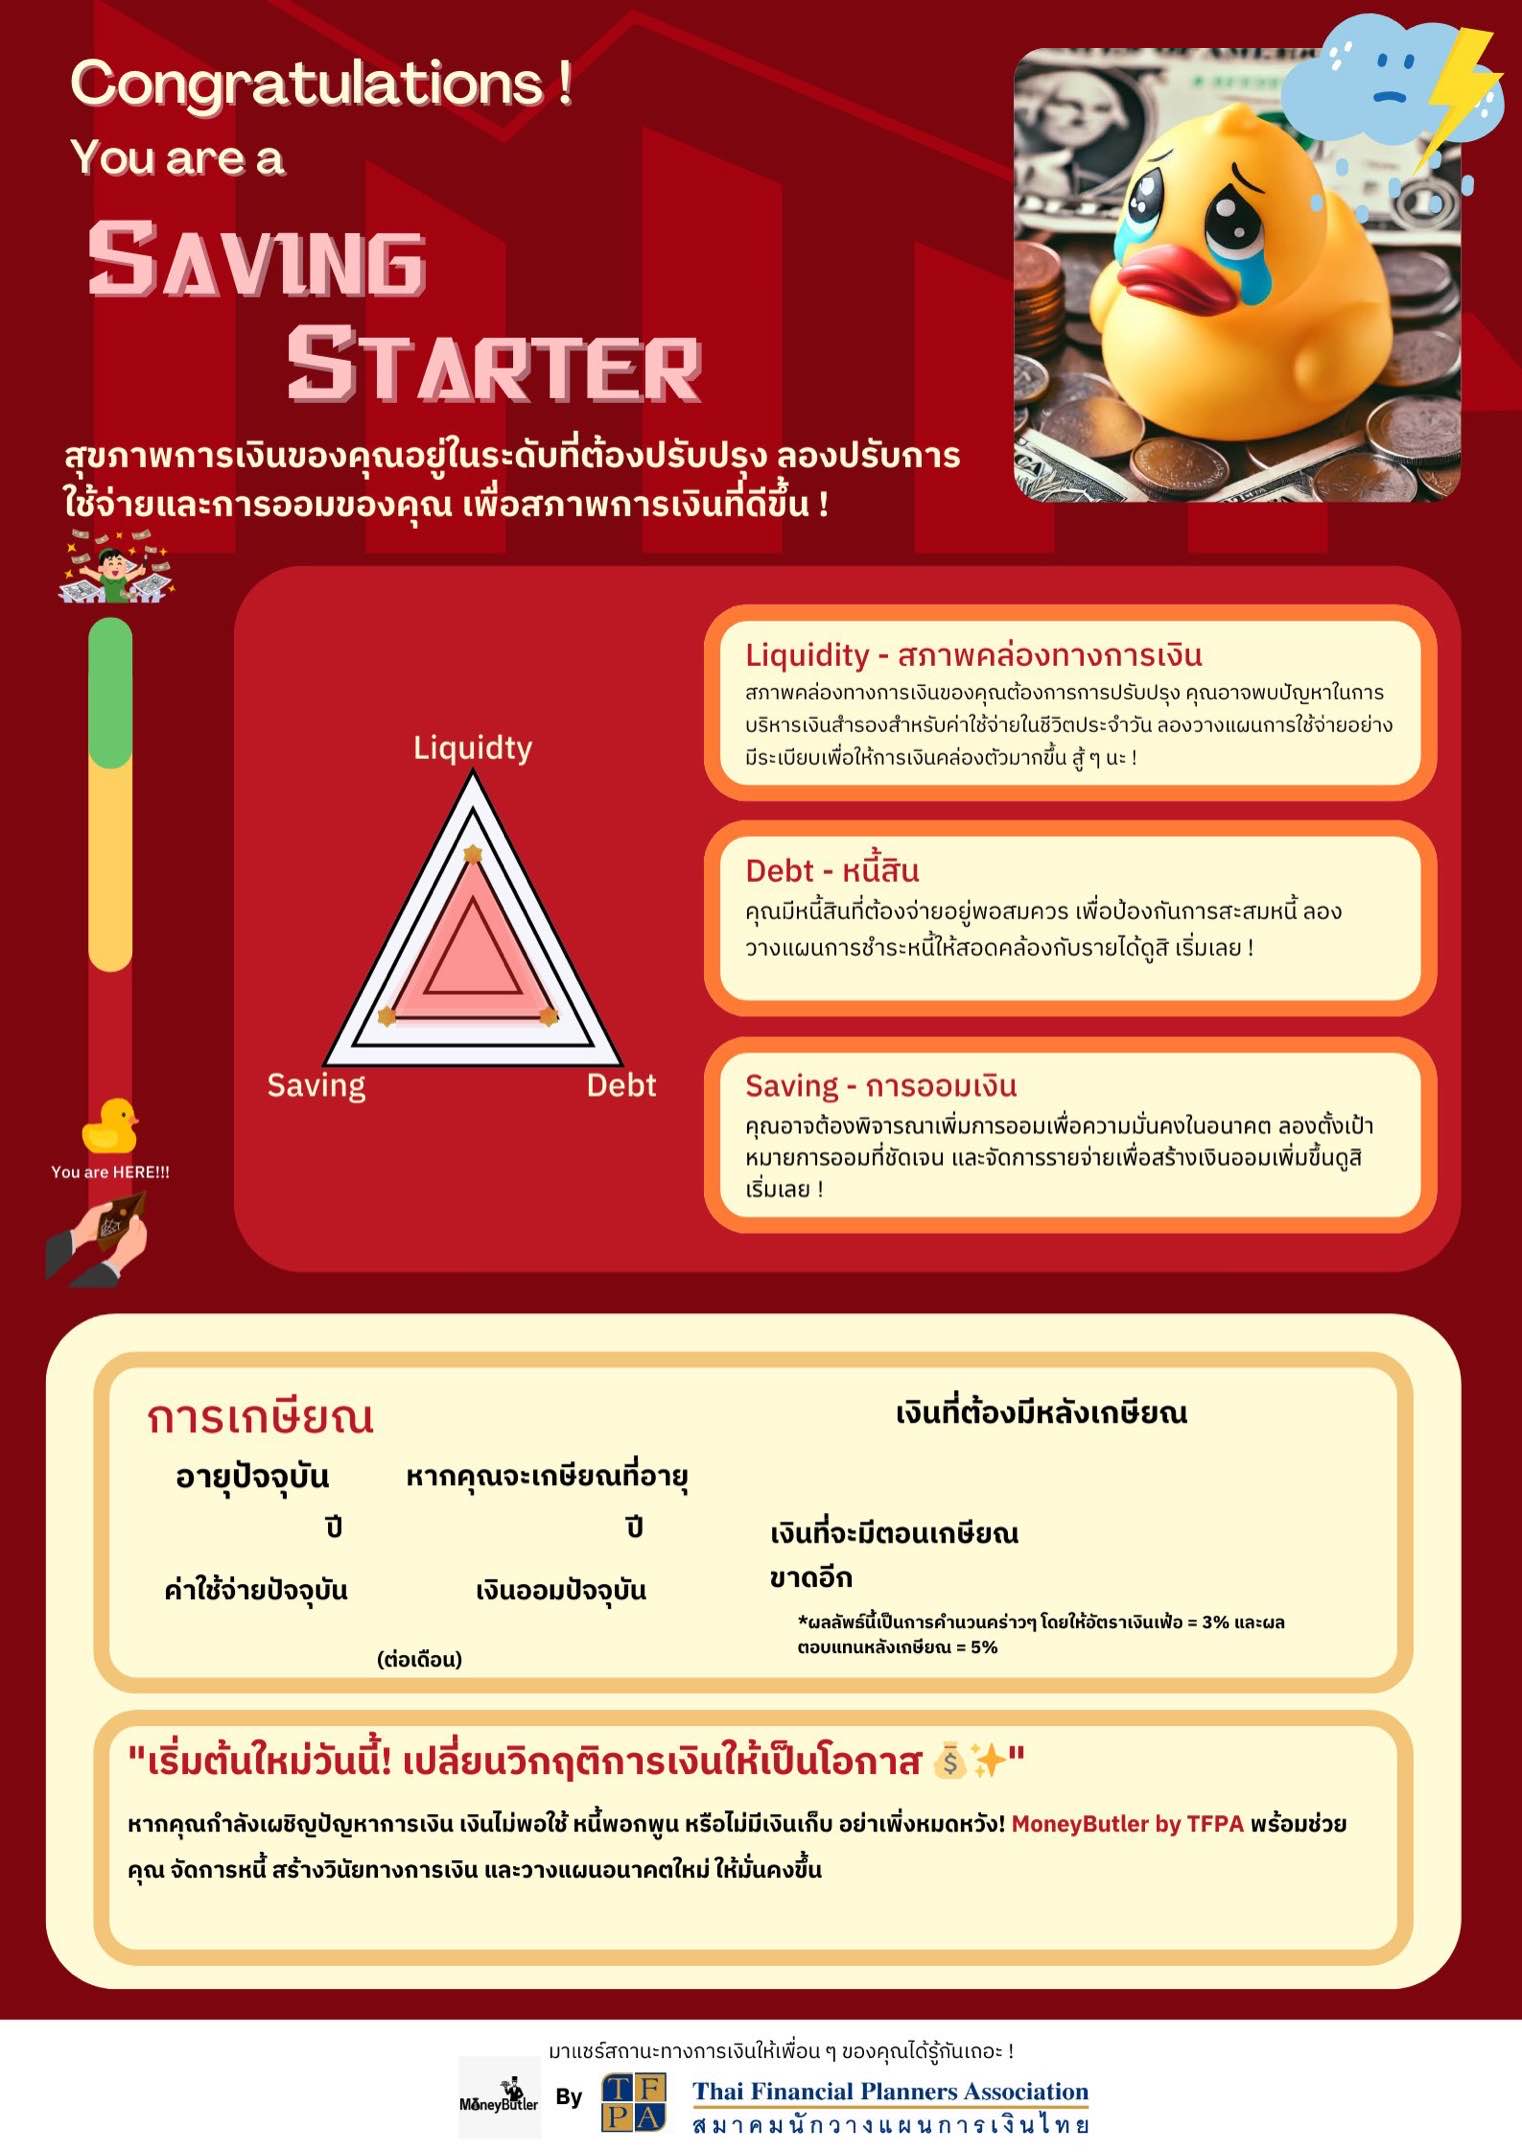 Congratulations !
You are a
SAVING
STARTER
สุขภาพการเงินของคุณอยู่ในระดับที่ต้องปรับปรุง ลองปรับการ
ใช้จ่ายและการออมของคุณ เพื่อสภาพการเงินที่ดีขึ้น !
You are HERE!!!
Liquidty
Saving
Debt
Liquidity - สภาพคล่องทางการเงิน
สภาพคล่องทางการเงินของคุณต้องการการปรับปรุง คุณอาจพบปัญหาในการ
บริหารเงินสำรองสำหรับค่าใช้จ่ายในชีวิตประจำวัน ลองวางแผนการใช้จ่ายอย่าง
มีระเบียบเพื่อให้การเงินคล่องตัวมากขึ้น สู้ ๆ นะ !
Debt - หนี้สิน
คุณมีหนี้สินที่ต้องจ่ายอยู่พอสมควร เพื่อป้องกันการสะสมหนี้ ลอง
วางแผนการชำระหนี้ให้สอดคล้องกับรายได้ดูสิ เริ่มเลย !
Saving - การออมเงิน
คุณอาจต้องพิจารณาเพิ่มการออมเพื่อความมั่นคงในอนาคต ลองตั้งเป้า
หมายการออมที่ชัดเจน และจัดการรายจ่ายเพื่อสร้างเงินออมเพิ่มขึ้นดูสิ
เริ่มเลย !
การเกษียณ
อายุปัจจุบัน
หากคุณจะเกษียณที่อายุ
ปี
ปี
ค่าใช้จ่ายปัจจุบัน
เงินออมปัจจุบัน
(ต่อเดือน)
เงินที่ต้องมีหลังเกษียณ
เงินที่จะมีตอนเกษียณ
ขาดอีก
*ผลลัพธ์นี้เป็นการคำนวนคร่าวๆ โดยให้อัตราเงินเฟ้อ = 3% และผล
ตอบแทนหลังเกษียณ = 5%
"เริ่มต้นใหม่วันนี้! เปลี่ยนวิกฤติการเงินให้เป็นโอกาส 💰✨"
หากคุณกำลังเผชิญปัญหาการเงิน เงินไม่พอใช้ หนี้พอกพูน หรือไม่มีเงินเก็บ อย่าเพิ่งหมดหวัง! MoneyButler by TFPA พร้อมช่วย
คุณ จัดการหนี้ สร้างวินัยทางการเงิน และวางแผนอนาคตใหม่ ให้มั่นคงขึ้น
มาแชร์สถานะทางการเงินให้เพื่อน ๆ ของคุณได้รู้กันเถอะ !
MoneyButler
By
TFPA
Thai Financial Planners Association
สมาคมนักวางแผนการเงินไทย